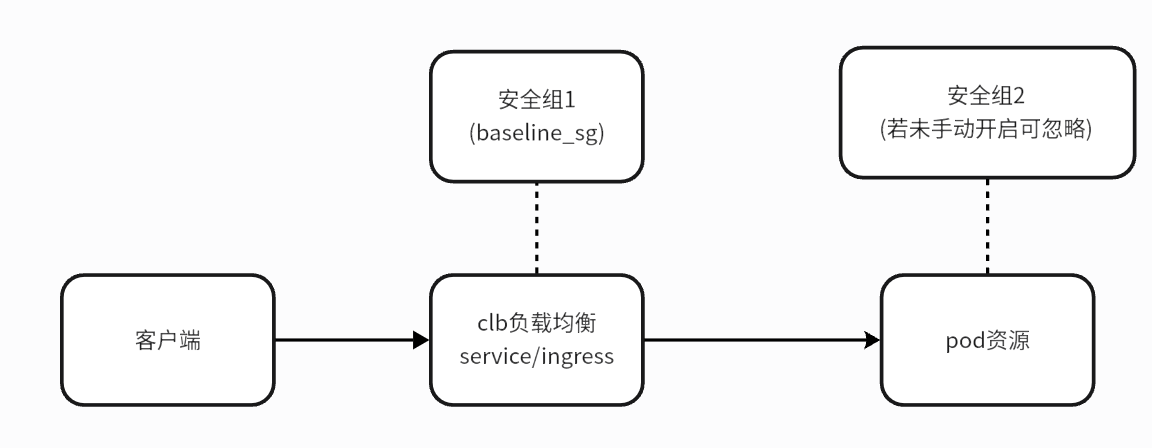 安全组1
(baseline_sg)
安全组2
(若未手动开启可忽略)
客户端
clb负载均衡
service/ingress
pod资源